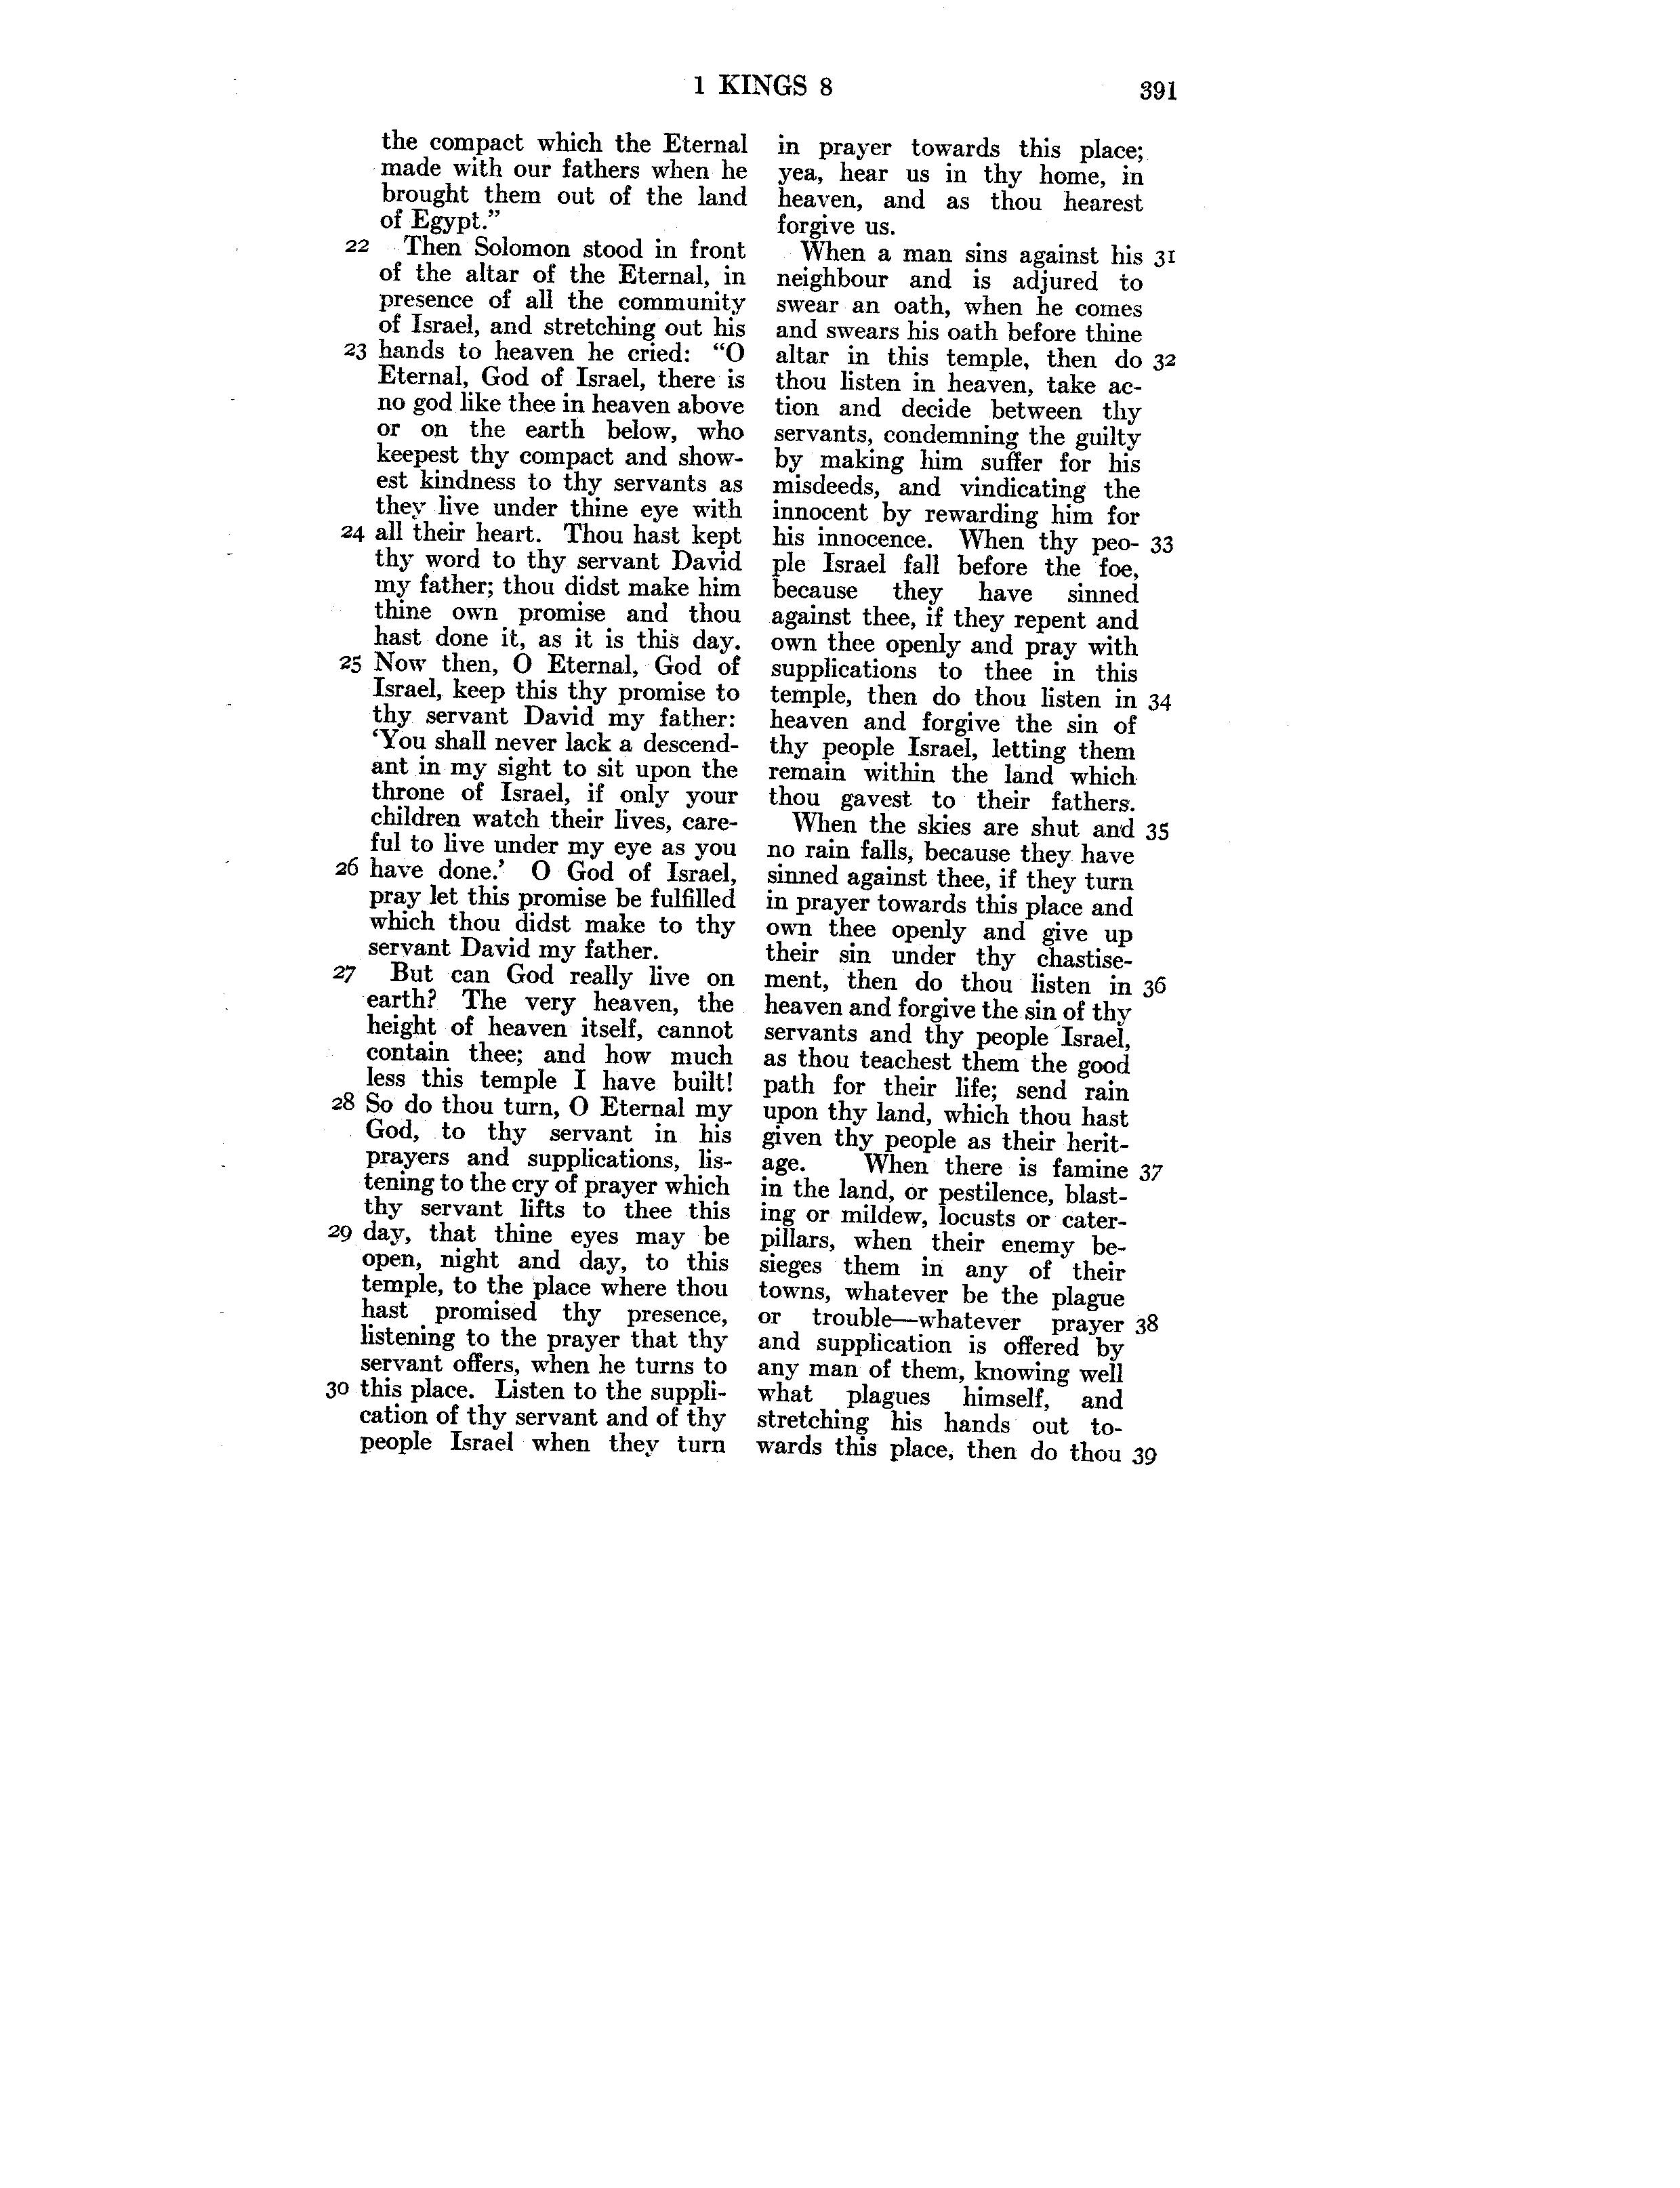 1 KINGS 8
391
the compact which the Eternal
made with our fathers when he
brought them out of the land
of Egypt.”
22 Then Solomon stood in front
of the altar of the Eternal, in
presence of all the community
of Israel, and stretching out his
23 hands to heaven he cried: “O
Eternal, God of Israel, there is
no god like thee in heaven above
or on the earth below, who
keepest thy compact and show-
est kindness to thy servants as
they live under thine eye with
24 all their heart. Thou hast kept
thy word to thy servant David
my father; thou didst make him
thine own promise and thou
hast done it, as it is this day.
25 Now then, O Eternal, God of
Israel, keep this thy promise to
thy servant David my father:
‘You shall never lack a descend-
ant in my sight to sit upon the
throne of Israel, if only your
children watch their lives, care-
ful to live under my eye as you
26 have done.’ O God of Israel,
pray let this promise be fulfilled
which thou didst make to thy
servant David my father.
27 But can God really live on
earth? The very heaven, the
height of heaven itself, cannot
contain thee; and how much
less this temple I have built!
28 So do thou turn, O Eternal my
God, to thy servant in his
prayers and supplications, lis-
tening to the cry of prayer which
thy servant lifts to thee this
29 day, that thine eyes may be
open, night and day, to this
temple, to the place where thou
hast promised thy presence,
listening to the prayer that thy
servant offers, when he turns to
30 this place. Listen to the suppli-
cation of thy servant and of thy
people Israel when they turn
in prayer towards this place;
yea, hear us in thy home, in
heaven, and as thou hearest
forgive us.
When a man sins against his 31
neighbour and is adjured to
swear an oath, when he comes
and swears his oath before thine
altar in this temple, then do 32
thou listen in heaven, take ac-
tion and decide between thy
servants, condemning the guilty
by making him suffer for his
misdeeds, and vindicating the
innocent by rewarding him for
his innocence. When thy peo- 33
ple Israel fall before the foe,
because they have sinned
against thee, if they repent and
own thee openly and pray with
supplications to thee in this
temple, then do thou listen in 34
heaven and forgive the sin of
thy people Israel, letting them
remain within the land which
thou gavest to their fathers.
When the skies are shut and 35
no rain falls, because they have
sinned against thee, if they turn
in prayer towards this place and
own thee openly and give up
their sin under thy chastise-
ment, then do thou listen in 36
heaven and forgive the sin of thy
servants and thy people Israel,
as thou teachest them the good
path for their life; send rain
upon thy land, which thou hast
given thy people as their herit-
age. When there is famine 37
in the land, or pestilence, blast-
ing or mildew, locusts or cater-
pillars, when their enemy be-
sieges them in any of their
towns, whatever be the plague
or trouble—whatever prayer 38
and supplication is offered by
any man of them, knowing well
what plagues himself, and
stretching his hands out to-
wards this place, then do thou 39